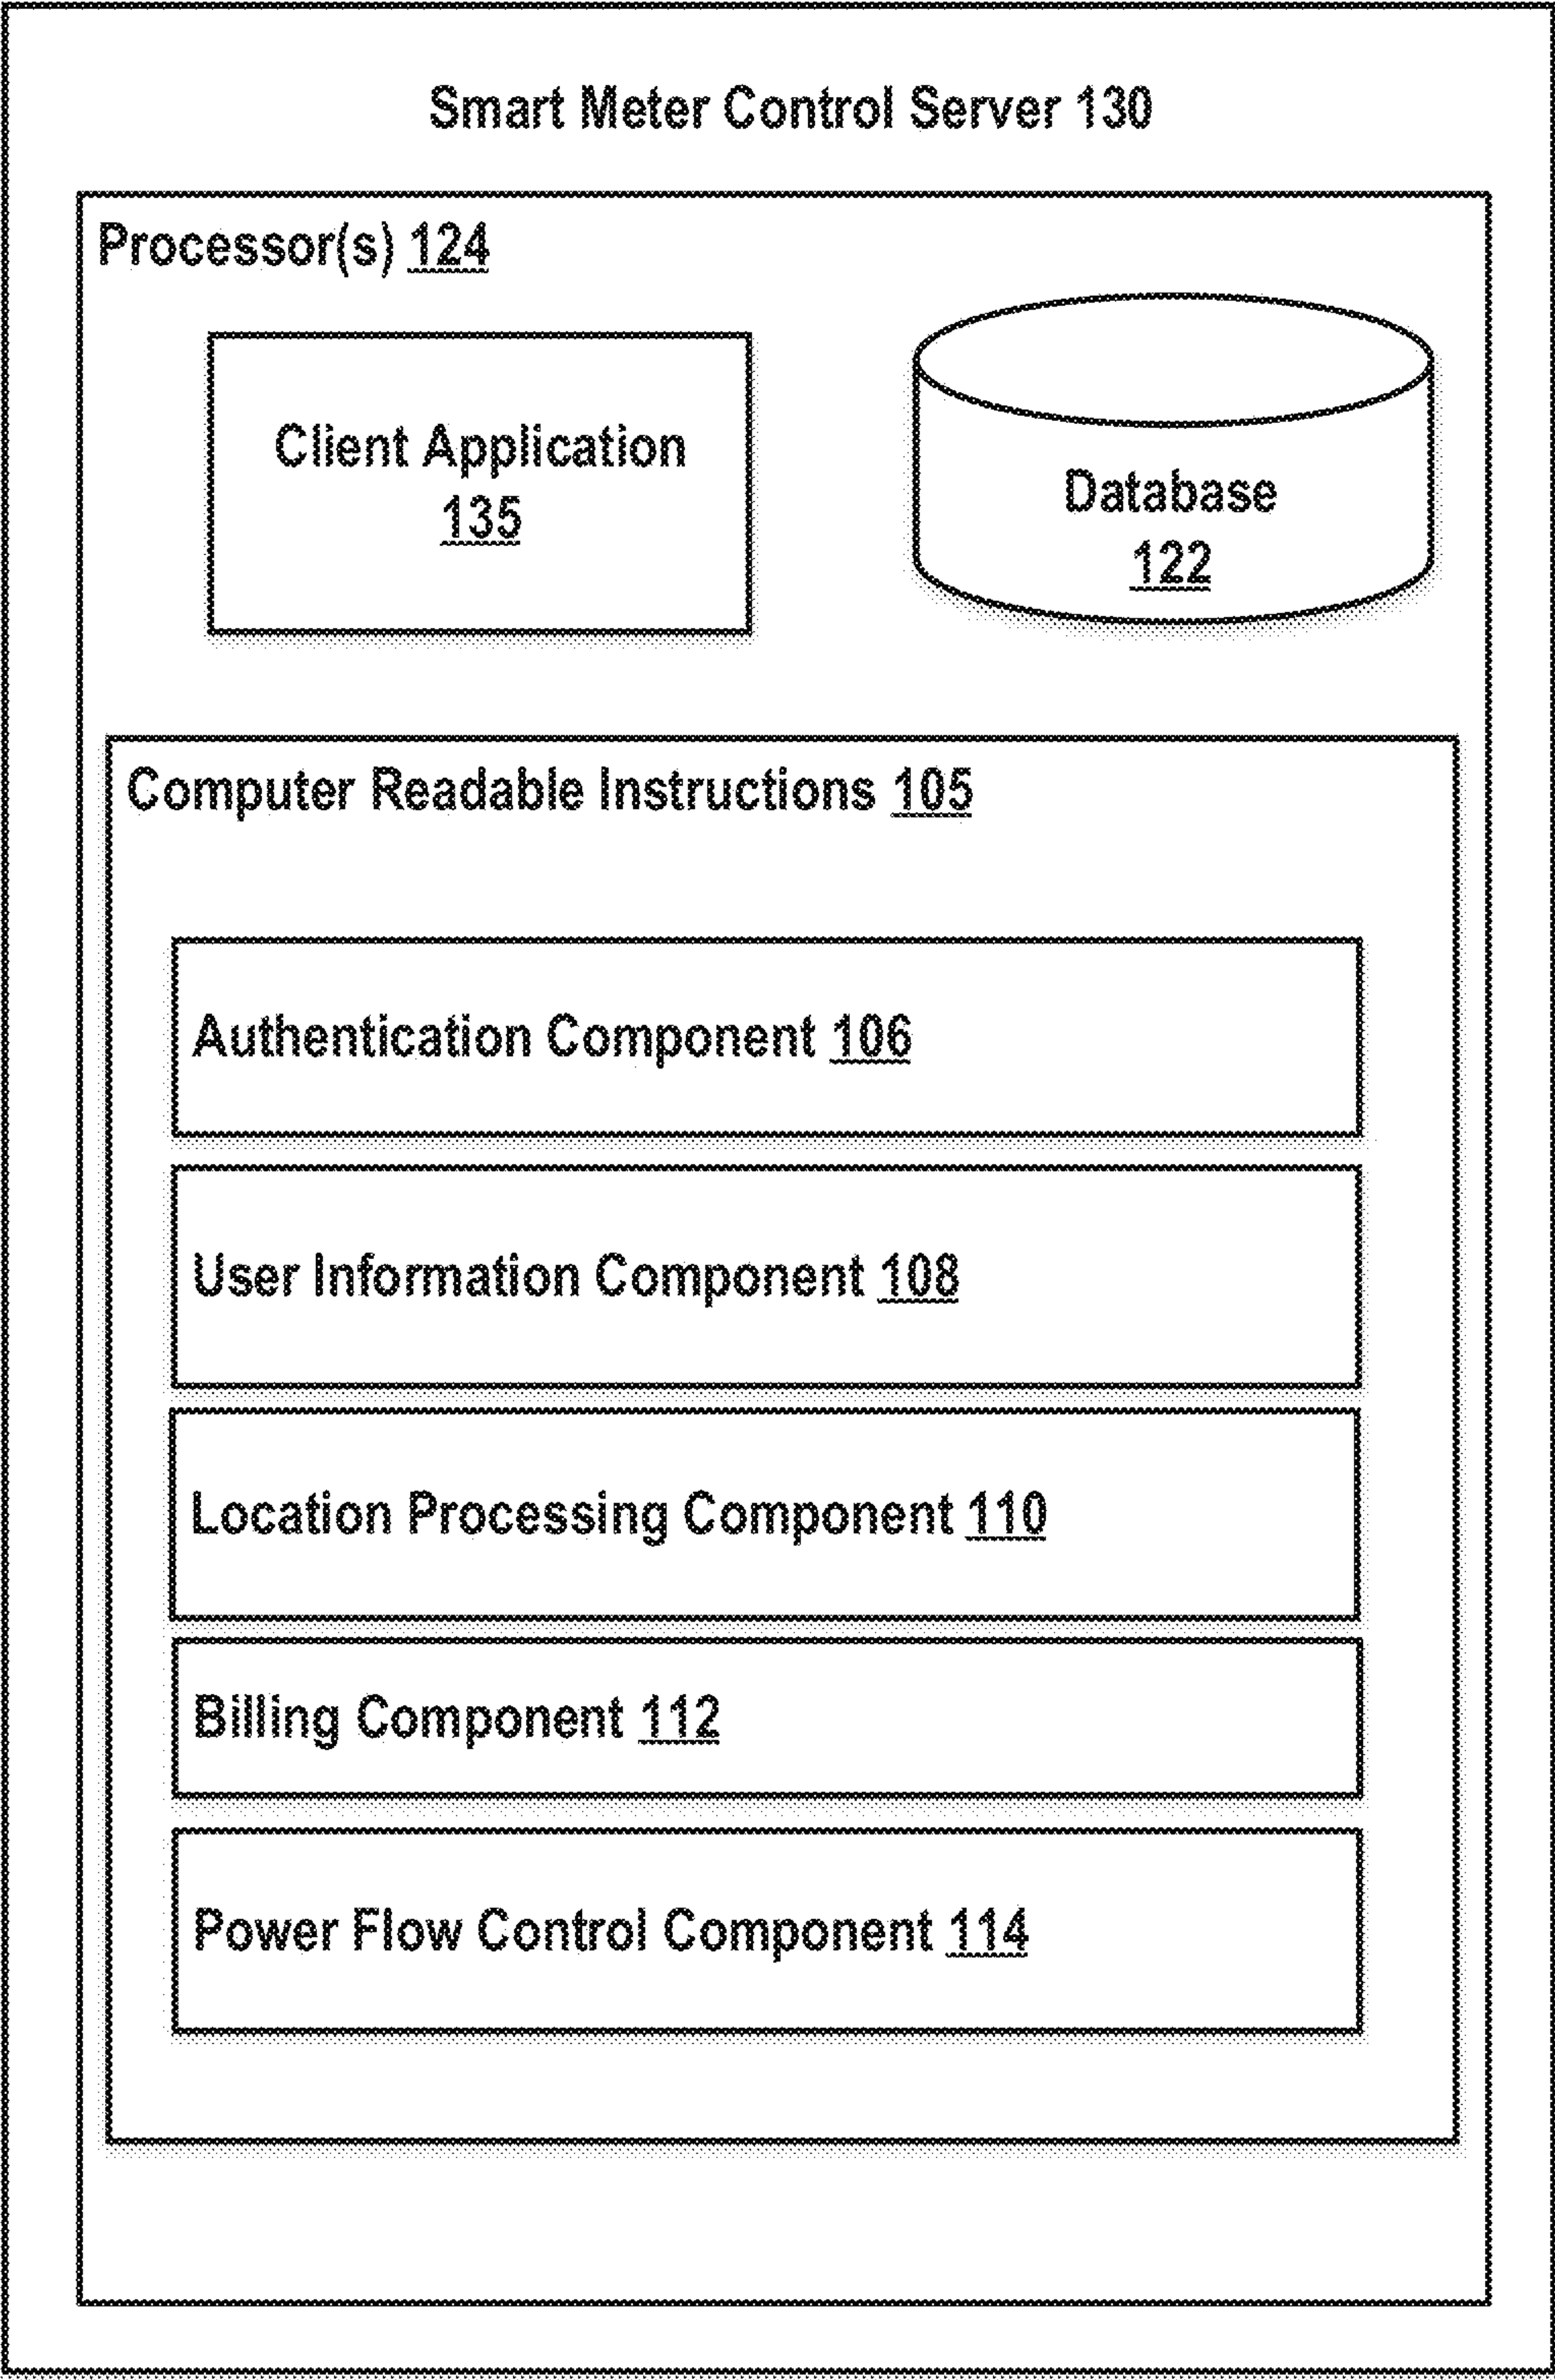 Smart Meter Control Server 130
Processor(s) 124
Client Application
135
Database
122
Computer Readable Instructions 105
Authentication Component 106
User Information Component 108
Location Processing Component 110
Billing Component 112
Power Flow Control Component 114